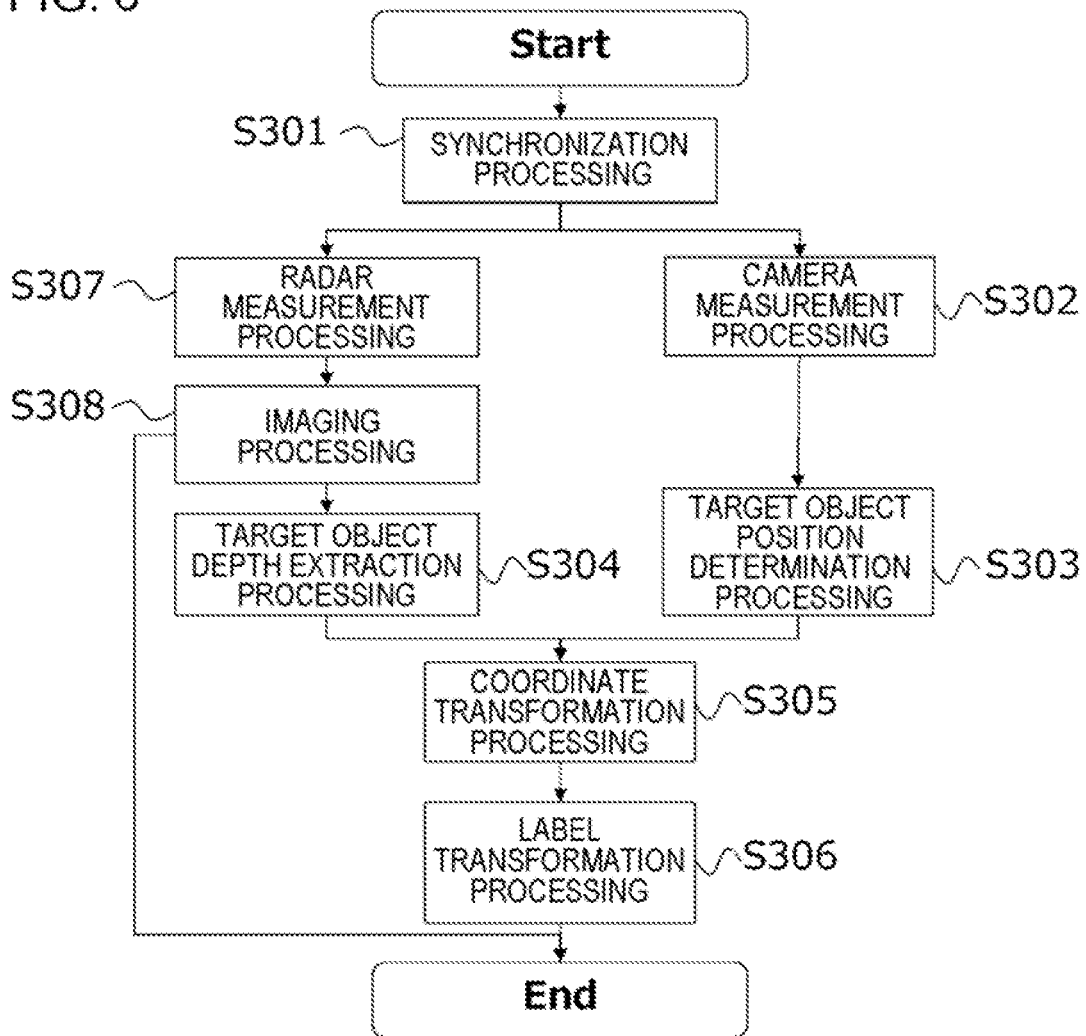 Start
S301
SYNCHRONIZATION
PROCESSING
S307
RADAR
MEASUREMENT
PROCESSING
CAMERA
MEASUREMENT
PROCESSING
S302
S308
IMAGING
PROCESSING
TARGET OBJECT
DEPTH EXTRACTION
PROCESSING
S304
TARGET OBJECT
POSITION
DETERMINATION
PROCESSING
S303
COORDINATE
TRANSFORMATION
PROCESSING
S305
LABEL
TRANSFORMATION
PROCESSING
S306
End